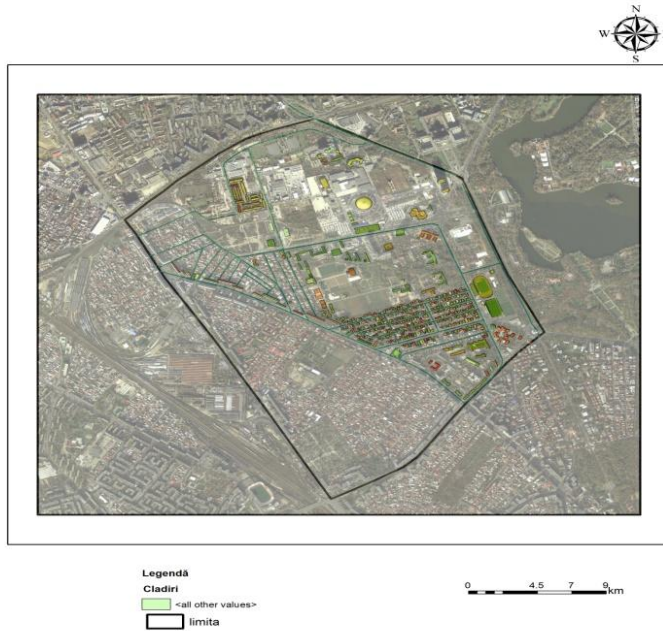 N
W E
S
Legendă
Cladiri
<all other values>
limita
0 4.5 7 9 km